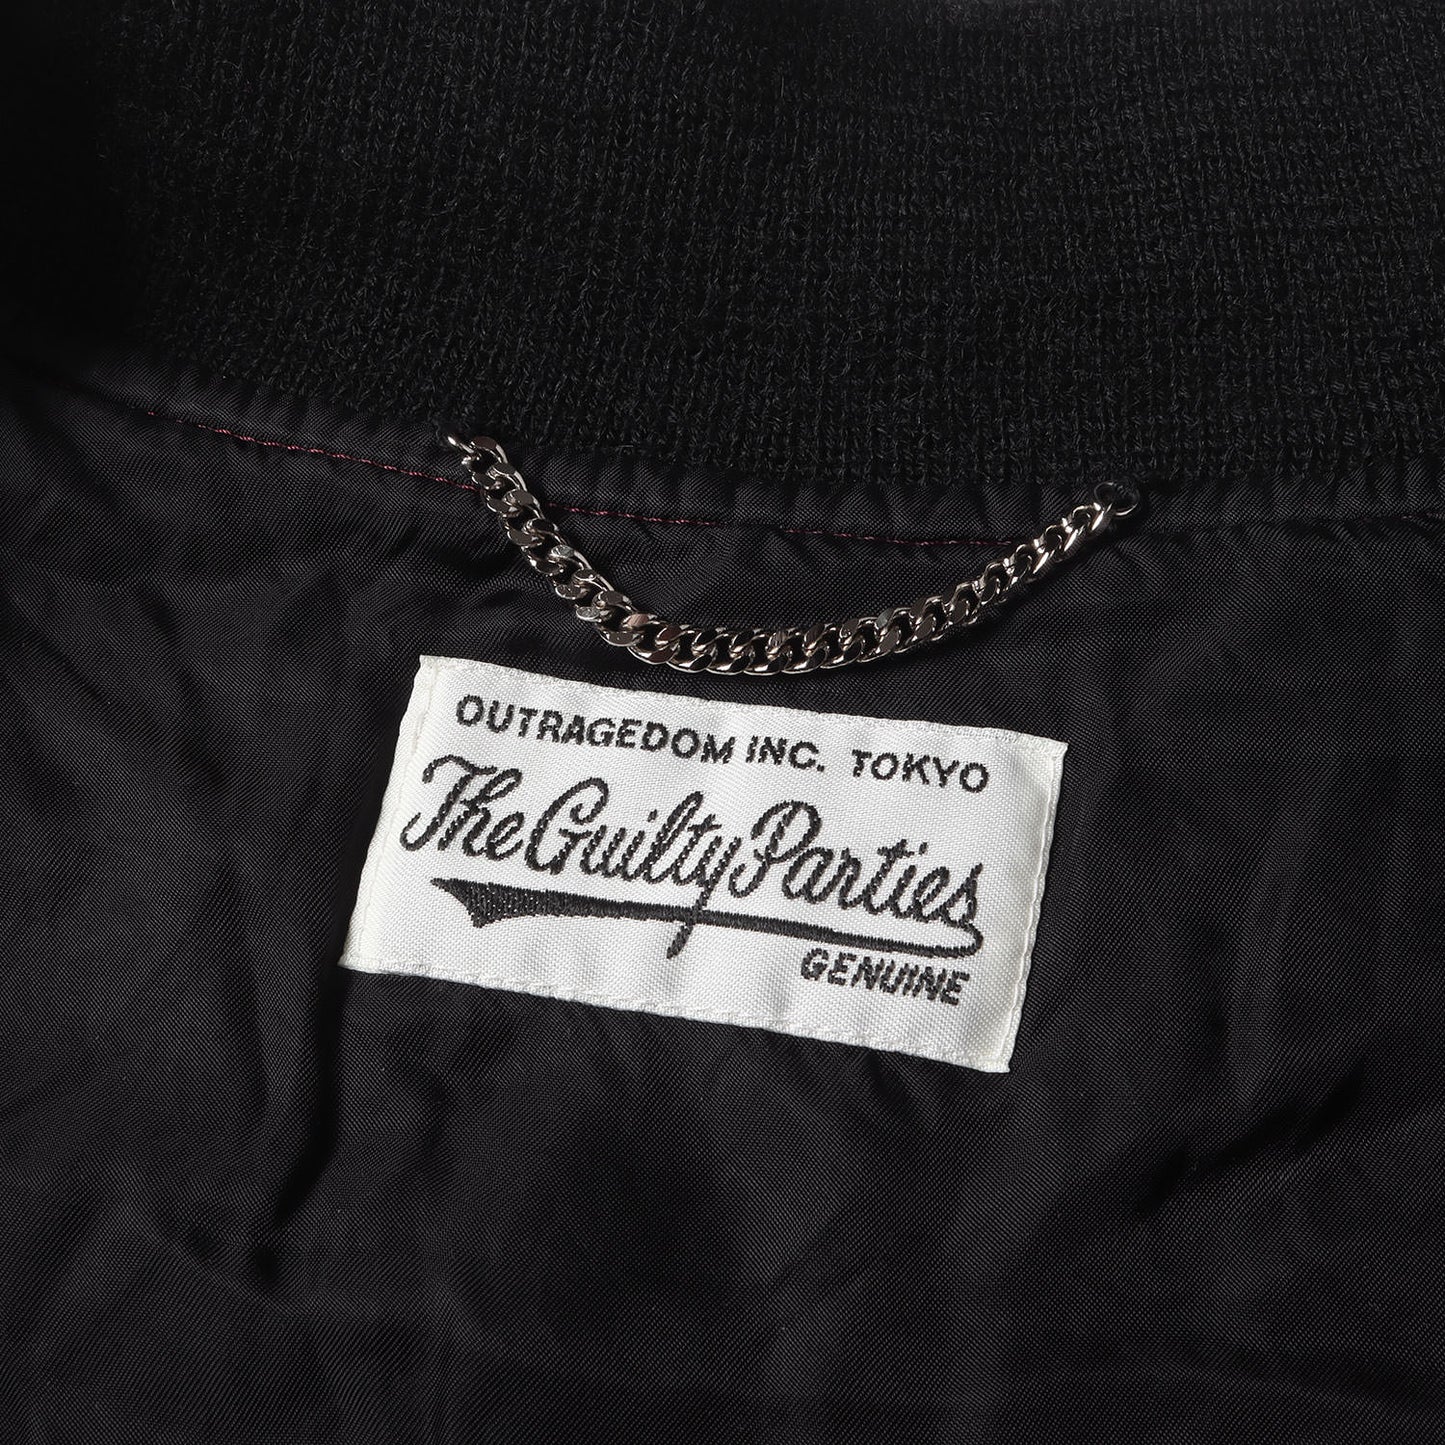 OUTRAGEDOM INC. TOKYO
The Guilty Parties
GENUINE